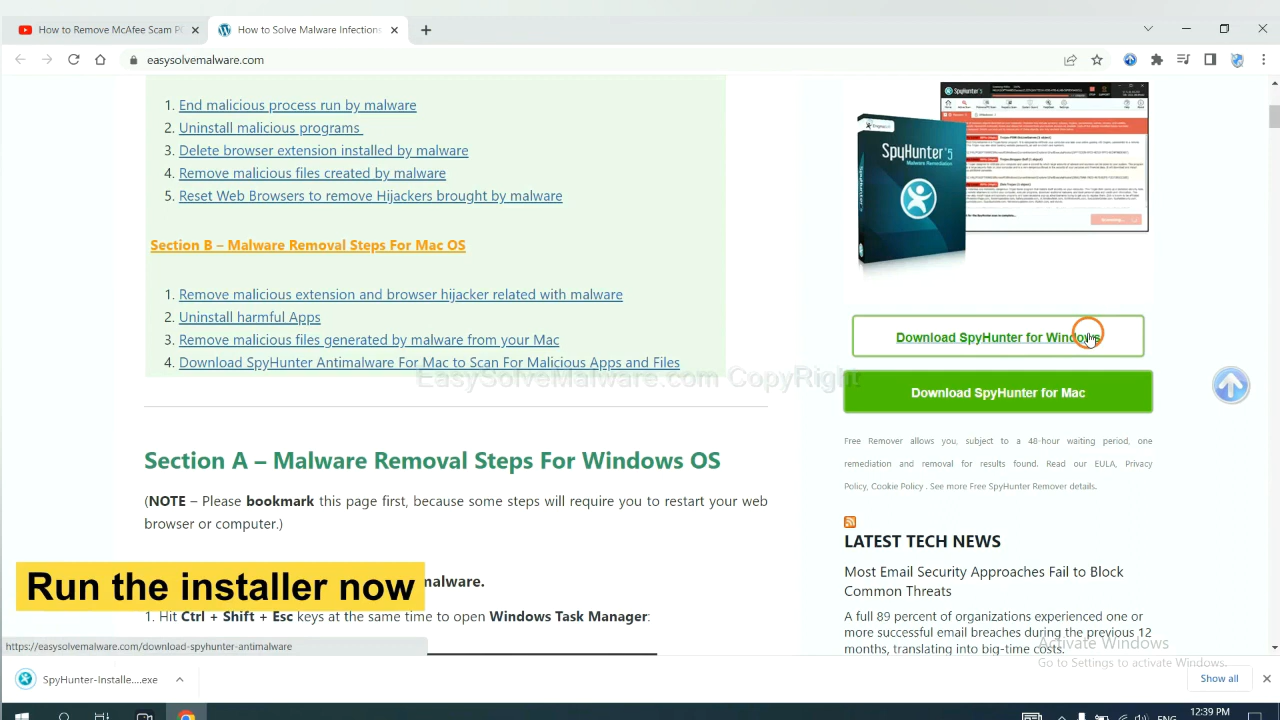 How to Remove McAfee Scam P
How to Solve Malware Infections
easysolvemalware.com
1. End malicious process run by malware
2. Uninstall malicious programs
3. Delete browser installed by malware
4. Remove malicious files created by malware
5. Reset Web Browser brought by malware
Section B – Malware Removal Steps For Mac OS
1. Remove malicious extension and browser hijacker related with malware
2. Uninstall harmful Apps
3. Remove malicious files generated by malware from your Mac
4. Download SpyHunter Antimalware For Mac to Scan For Malicious Apps and Files
EasySolveMalware.com CopyRight
Section A – Malware Removal Steps For Windows OS
(NOTE – Please bookmark this page first, because some steps will require you to restart your web
browser or computer.)
Run the installer now
malware.
1. Hit Ctrl + Shift + Esc keys at the same time to open Windows Task Manager:
https://easysolvemalware.com/download-spyhunter-antimalware
SpyHunter 5
SpyHunter'5
Malware Remediation
Download SpyHunter for Windows
Download SpyHunter for Mac
Free Remover allows you, subject to a 48-hour waiting period, one
remediation and removal for results found. Read our EULA, Privacy
Policy, Cookie Policy . See more Free SpyHunter Remover details.
LATEST TECH NEWS
Most Email Security Approaches Fail to Block
Common Threats
A full 89 percent of organizations experienced one or
more successful email breaches during the previous 12
months, translating into big-time costs.
Activate Windows
Go to Settings to activate Windows.
SpyHunter-Installe....exe
Show all
ENG
12:39 PM